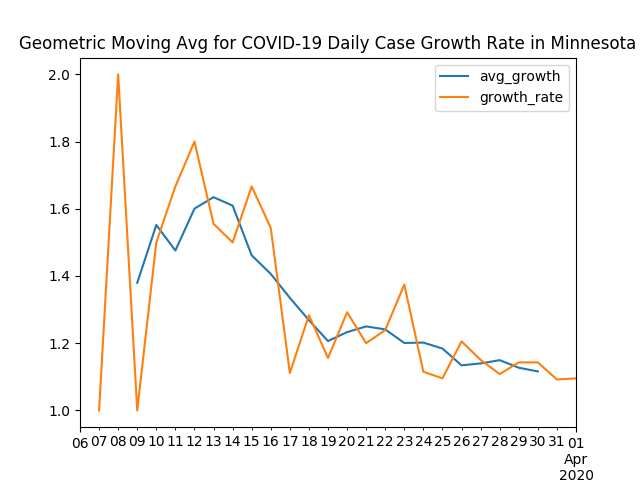 Geometric Moving Avg for COVID-19 Daily Case Growth Rate in Minnesota
avg_growth
growth_rate
2.0
1.8
1.6
1.4
1.2
1.0
06 07 08 09 10 11 12 13 14 15 16 17 18 19 20 21 22 23 24 25 26 27 28 29 30 31 01
Apr
2020